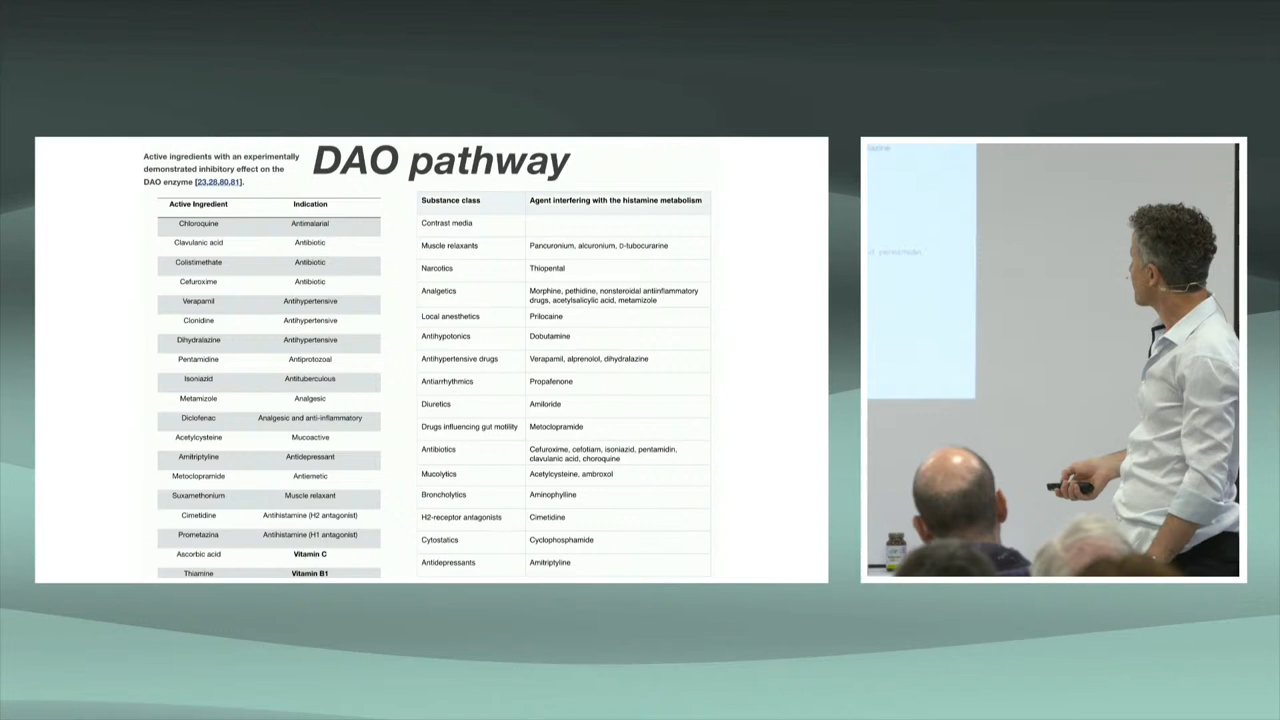 DAO pathway
Active ingredients with an experimentally
demonstrated inhibitory effect on the
DAO enzyme [23,28,80,81].
Active Ingredient Indication
Chloroquine Antimalarial
Clavulanic acid Antibiotic
Colistimethate Antibiotic
Cefuroxime Antibiotic
Verapamil Antihypertensive
Clonidine Antihypertensive
Dihydralazine Antihypertensive
Pentamidine Antiprotozoal
Isoniazid Antituberculous
Metamizole Analgesic
Diclofenac Analgesic and anti-inflammatory
Acetylcysteine Mucoactive
Amitriptyline Antidepressant
Metoclopramide Antiemetic
Suxamethonium Muscle relaxant
Cimetidine Antihistamine (H2 antagonist)
Prometazina Antihistamine (H1 antagonist)
Ascorbic acid Vitamin C
Thiamine Vitamin B1
Substance class Agent interfering with the histamine metabolism
Contrast media
Muscle relaxants Pancuronium, alcuronium, D-tubocurarine
Narcotics Thiopental
Analgetics Morphine, pethidine, nonsteroidal antiinflammatory
drugs, acetylsalicylic acid, metamizole
Local anesthetics Prilocaine
Antihypotonics Dobutamine
Antihypertensive drugs Verapamil, alprenolol, dihydralazine
Antiarrhythmics Propafenone
Diuretics Amiloride
Drugs influencing gut motility Metoclopramide
Antibiotics Cefuroxime, cefotiam, isoniazid, pentamidin,
clavulanic acid, choroquine
Mucolytics Acetylcysteine, ambroxol
Broncholytics Aminophylline
H2-receptor antagonists Cimetidine
Cytostatics Cyclophosphamide
Antidepressants Amitriptyline